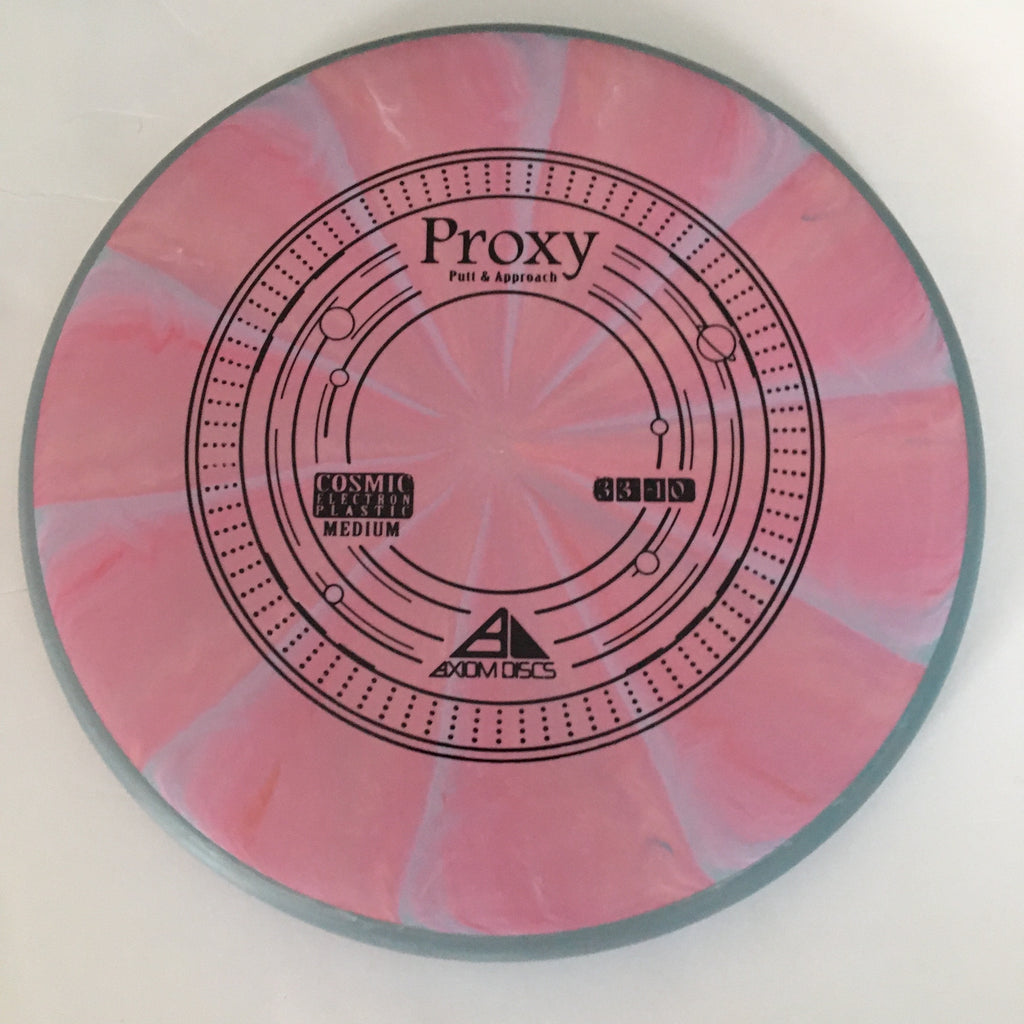 Proxy
Putt & Approach
COSMIC
ELECTRON
PLASTIC
MEDIUM
3 3 -1 0
AXIOM DISCS